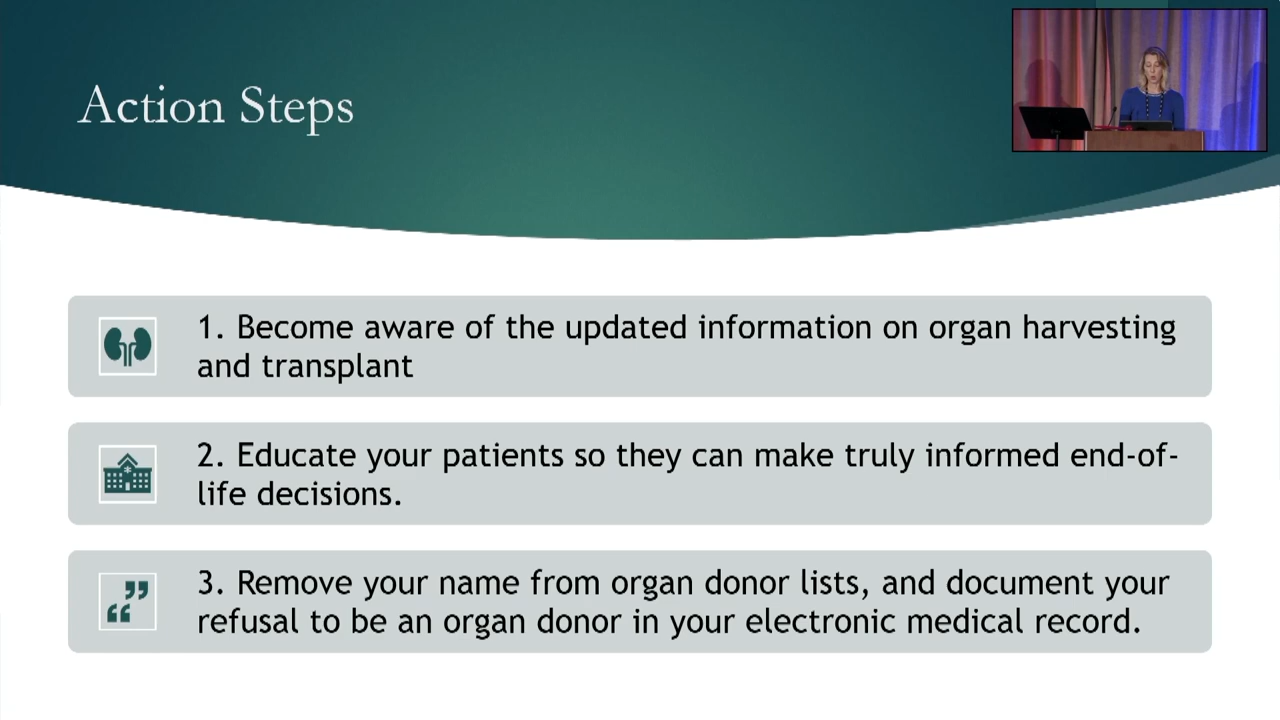 Action Steps
1. Become aware of the updated information on organ harvesting
and transplant
2. Educate your patients so they can make truly informed end-of-
life decisions.
3. Remove your name from organ donor lists, and document your
refusal to be an organ donor in your electronic medical record.